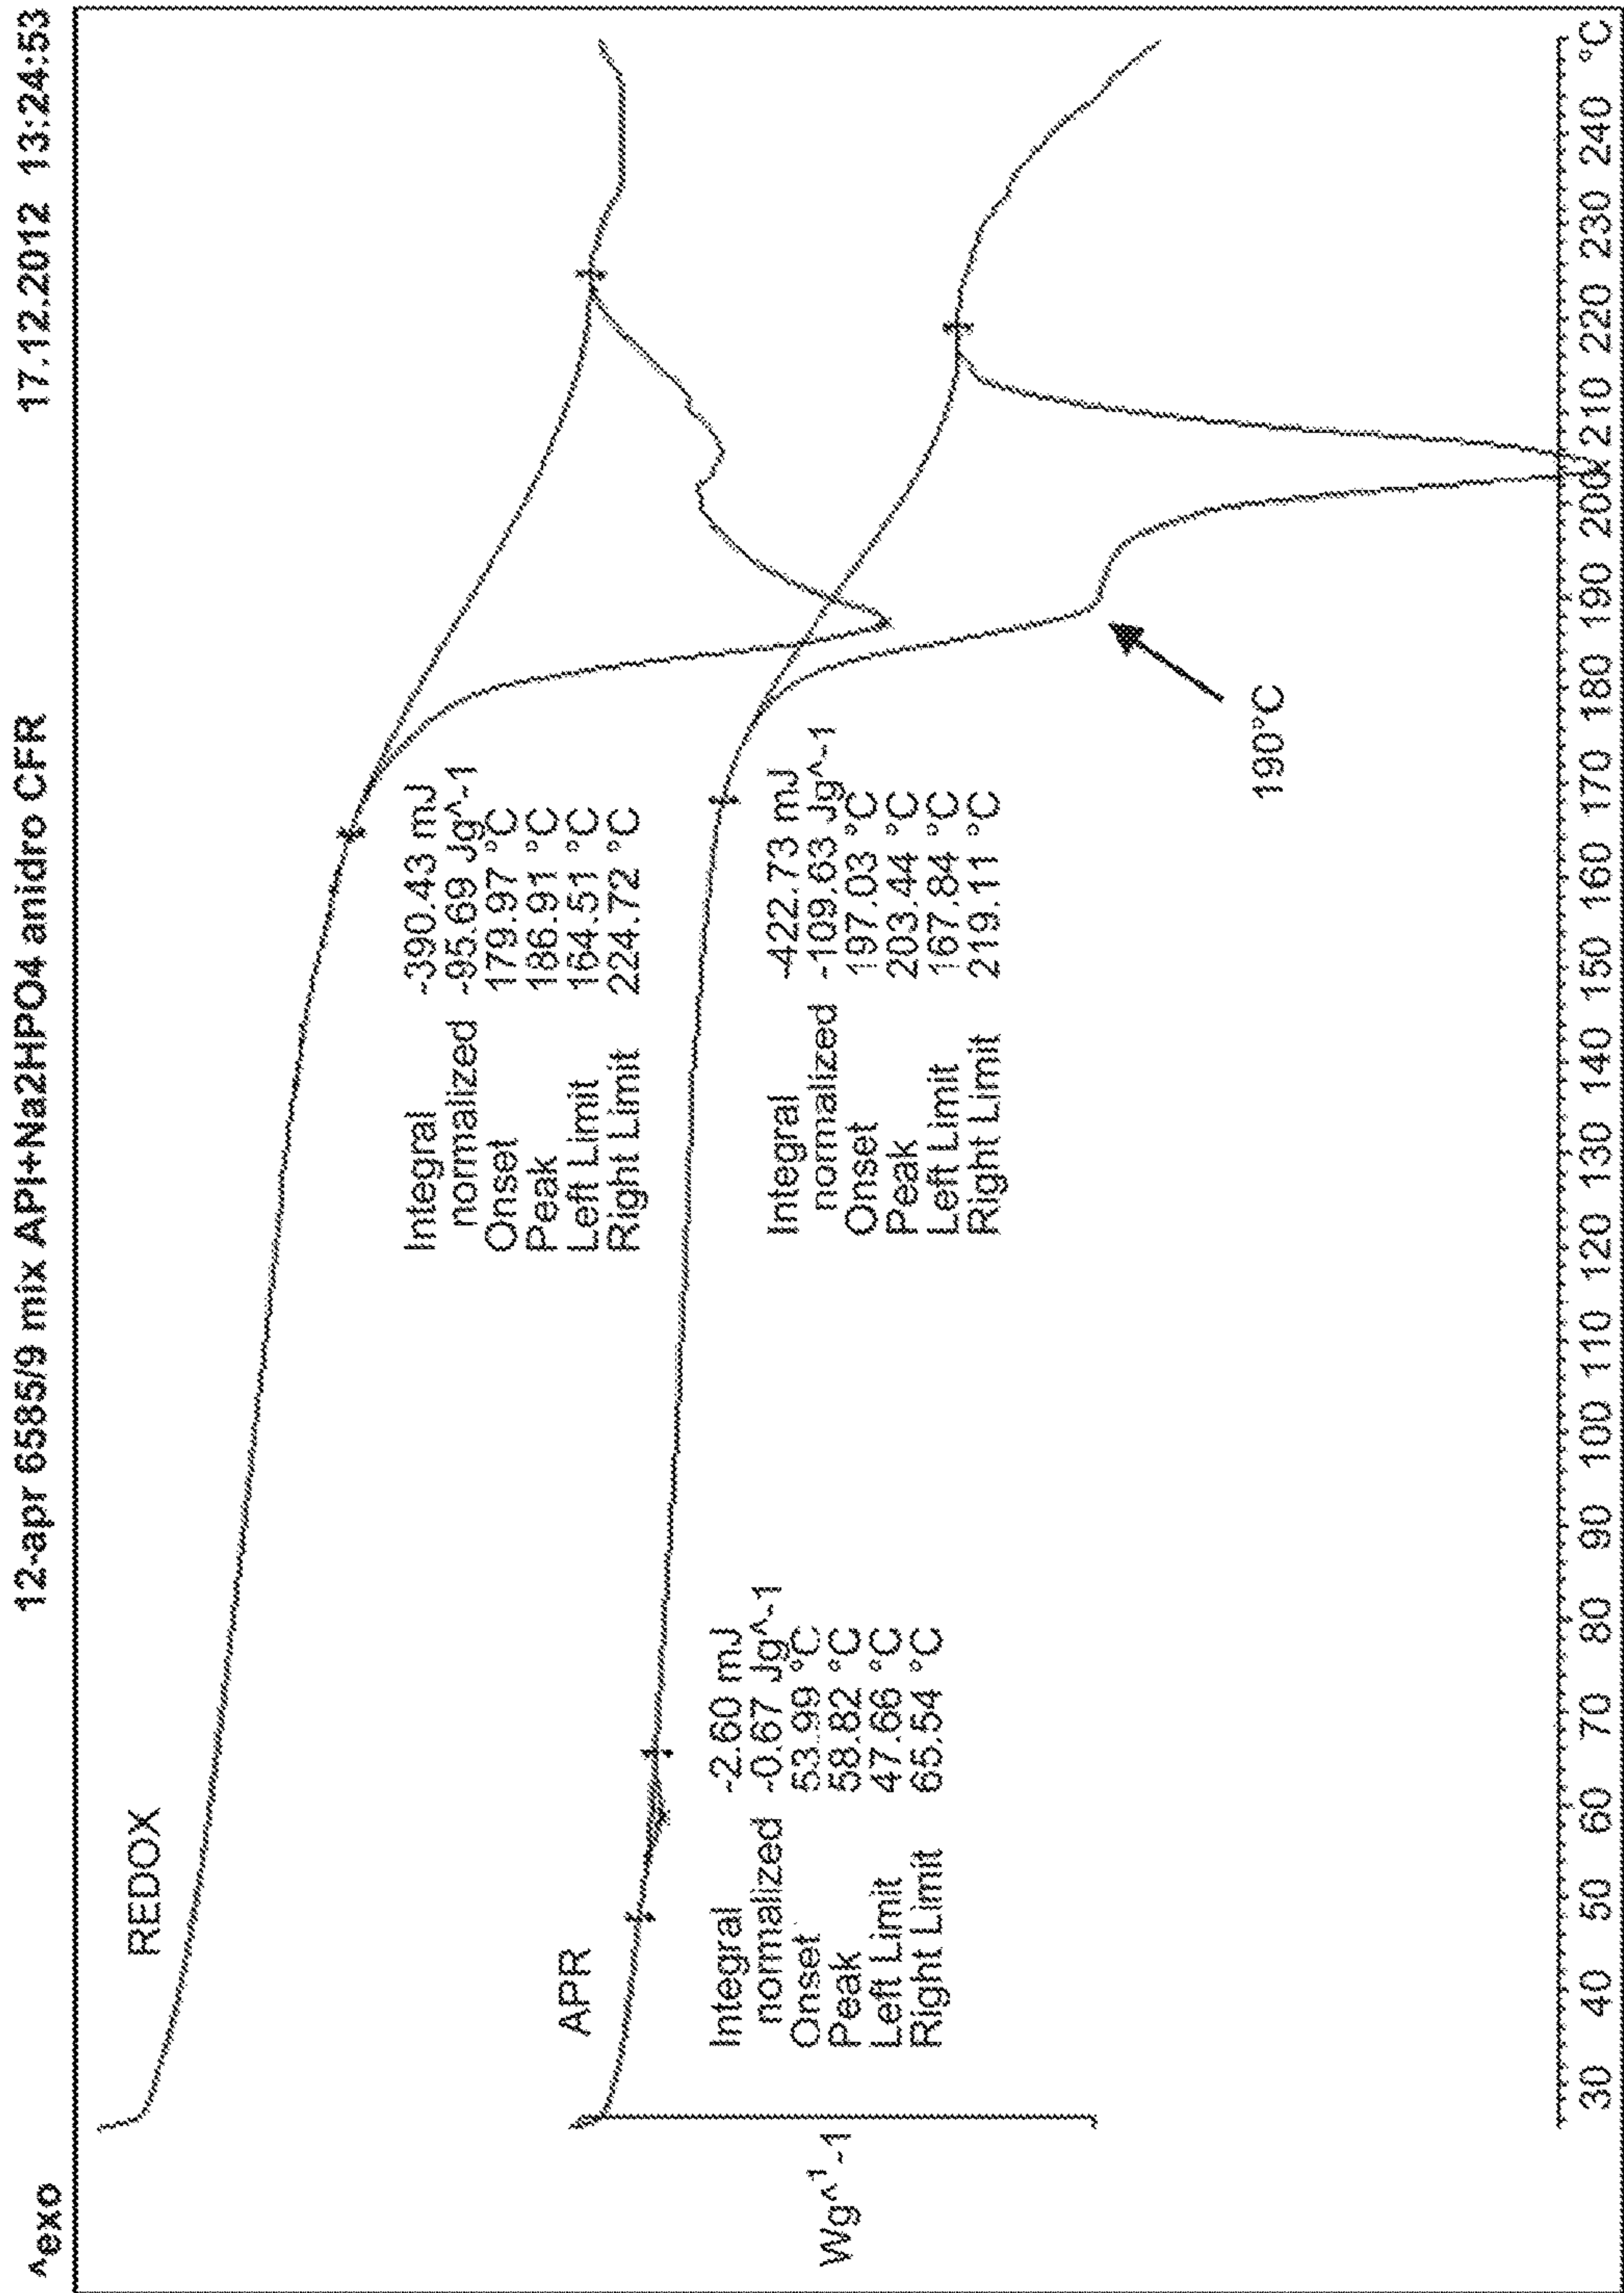 ^exo
12-apr 6585/9 mix API+Na2HPO4 anidro CFR
17.12.2012 13:24:53
REDOX
Integral -390.43 mJ
normalized -95.69 Jg^-1
Onset 179.97 °C
Peak 186.91 °C
Left Limit 164.51 °C
Right Limit 224.72 °C
APR
Integral -2.60 mJ
normalized -0.67 Jg^-1
Onset 53.99 °C
Peak 58.82 °C
Left Limit 47.66 °C
Right Limit 65.54 °C
Integral -422.73 mJ
normalized -109.63 Jg^-1
Onset 197.03 °C
Peak 203.44 °C
Left Limit 167.84 °C
Right Limit 219.11 °C
Wg^1-1
190°C
30 40 50 60 70 80 90 100 110 120 130 140 150 160 170 180 190 200 210 220 230 240 °C